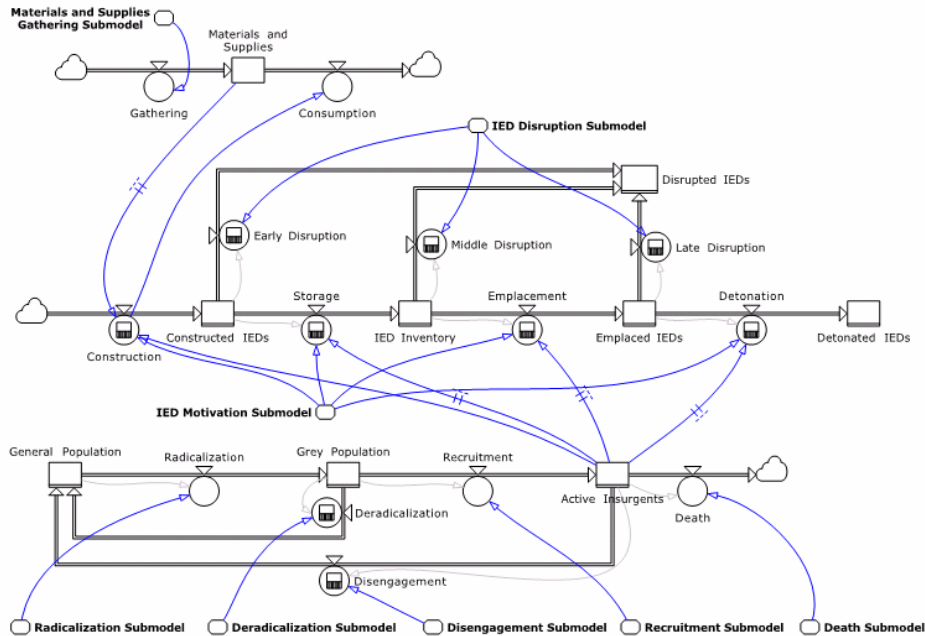 Materials and Supplies
Gathering Submodel
Materials and
Supplies
Gathering
Consumption
IED Disruption Submodel
Disrupted IEDs
Early Disruption
Middle Disruption
Late Disruption
Storage
Emplacement
Detonation
Constructed IEDs
IED Inventory
Emplaced IEDs
Detonated IEDs
Construction
IED Motivation Submodel
General Population
Radicalization
Grey Population
Recruitment
Active Insurgents
Deradicalization
Death
Disengagement
Radicalization Submodel
Deradicalization Submodel
Disengagement Submodel
Recruitment Submodel
Death Submodel